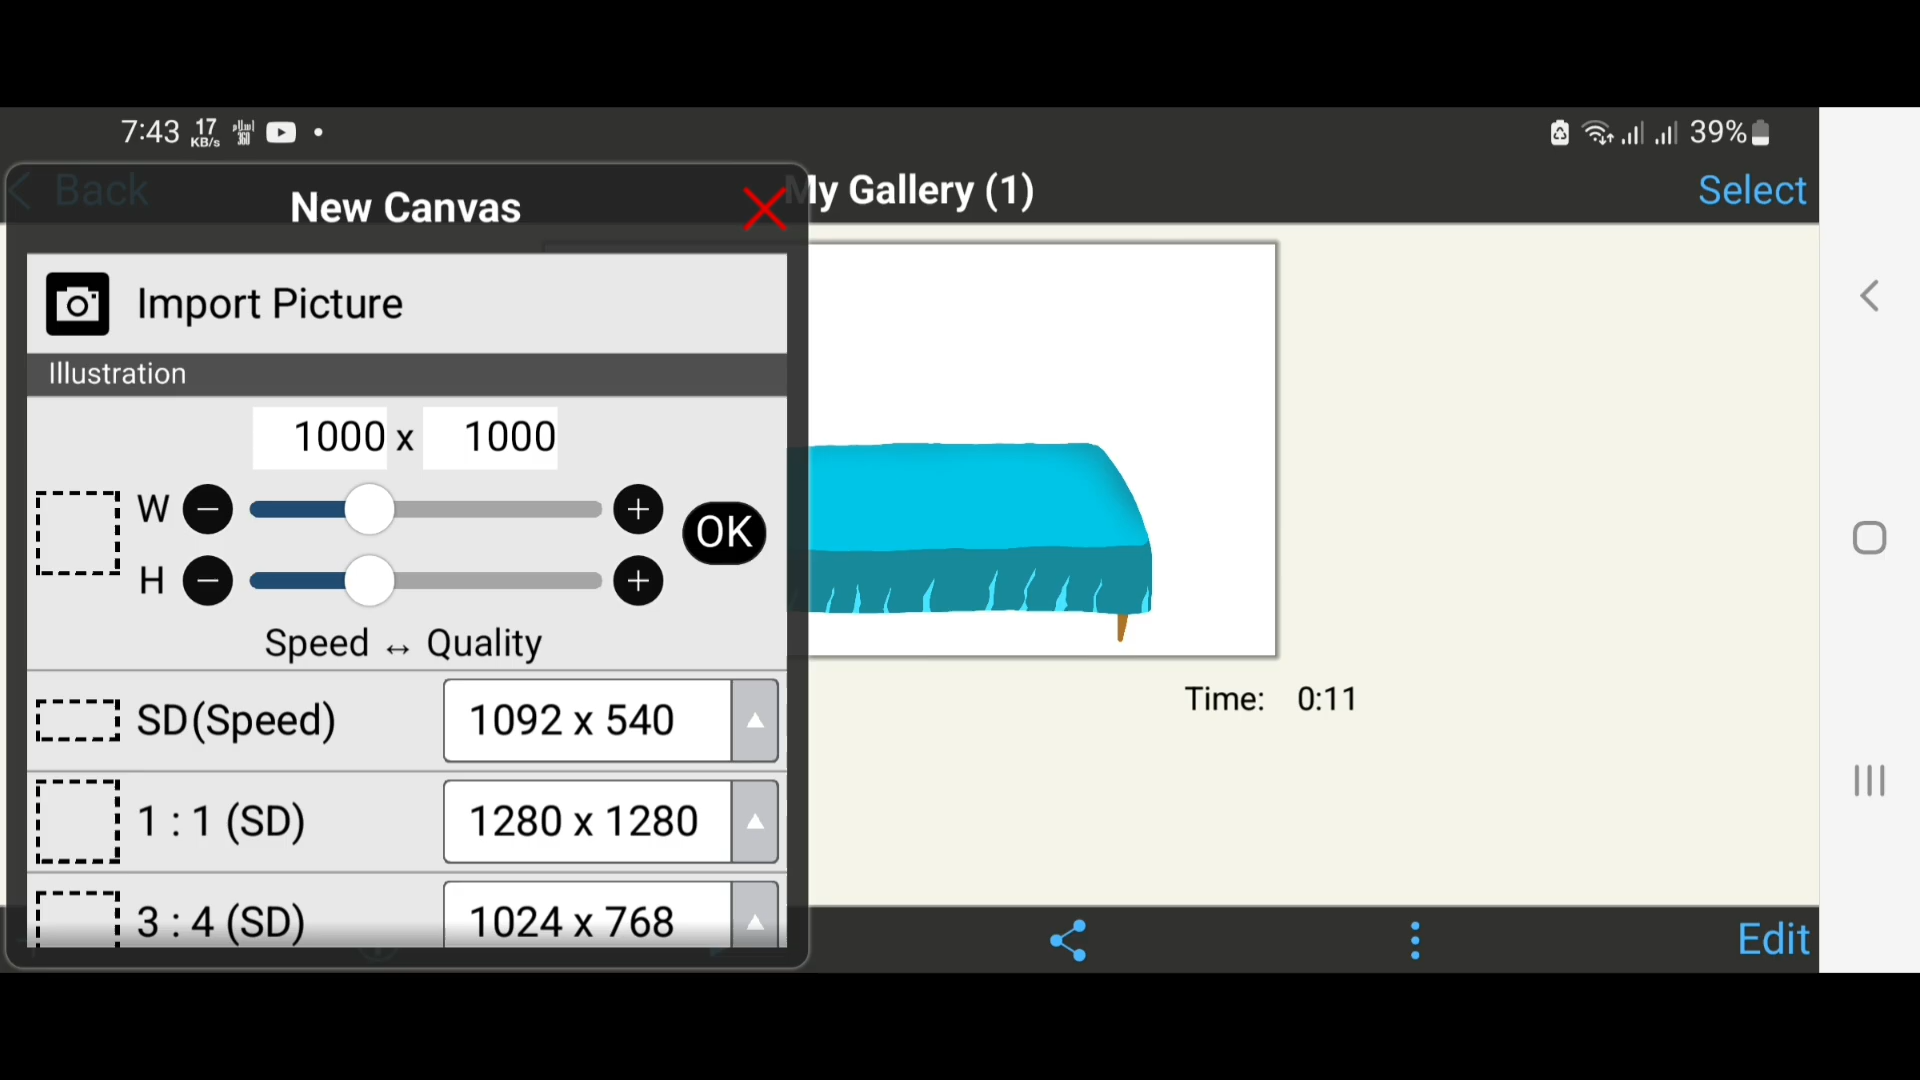 7:43 17 KB/s 39%
Back
My Gallery (1)
Select
New Canvas
Import Picture
Illustration
1000 x 1000
W
OK
H
Speed ↔ Quality
SD(Speed) 1092 x 540
1 : 1 (SD) 1280 x 1280
3 : 4 (SD) 1024 x 768
Time: 0:11
Edit